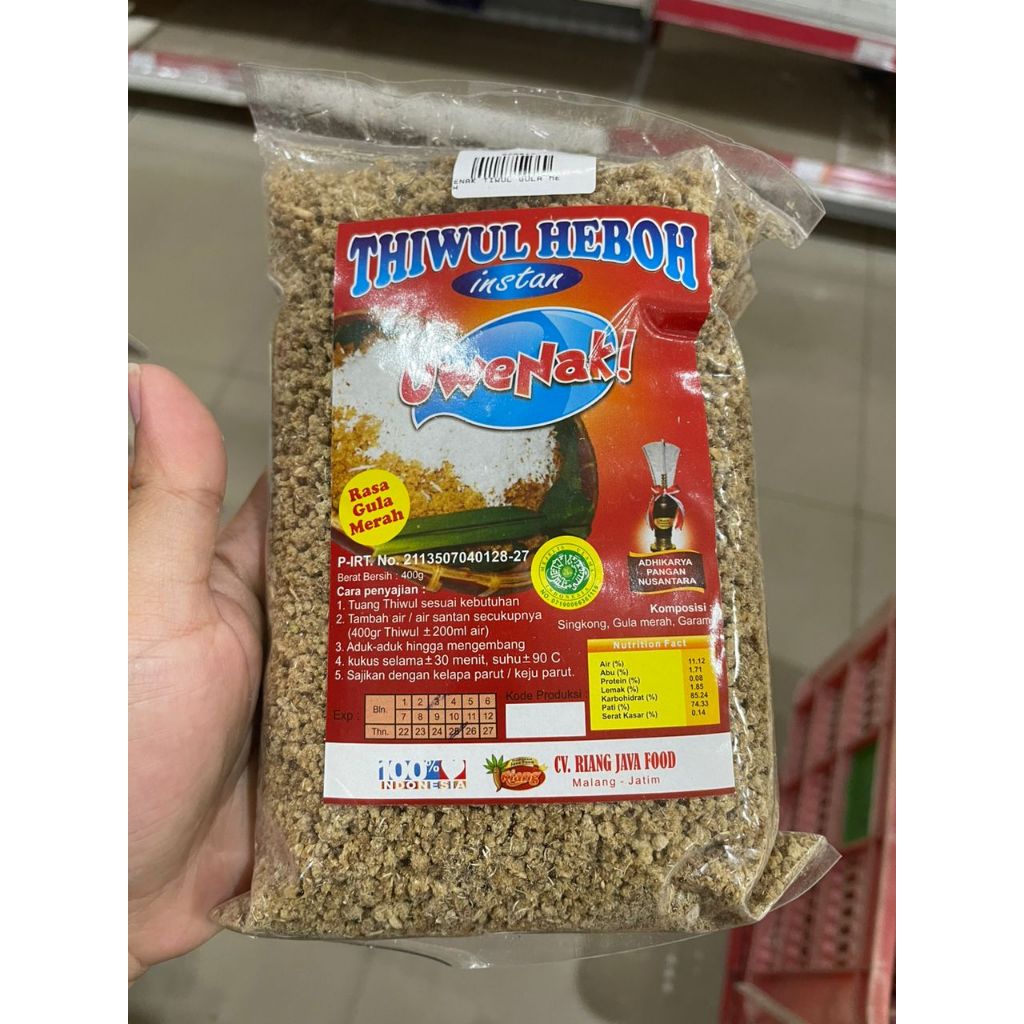 ENAK TIWUL GULA ME
THIWUL HEBOH
instan
UweNak!
Rasa
Gula
Merah
ADHIKARYA
PANGAN
NUSANTARA
P-IRT. No. 2113507040128-27
Berat Bersih : 400g
Cara penyajian :
1. Tuang Thiwul sesuai kebutuhan
2. Tambah air / air santan secukupnya
(400gr Thiwul ± 200ml air)
3. Aduk-aduk hingga mengembang
4. kukus selama ± 30 menit, suhu ± 90 C
5. Sajikan dengan kelapa parut / keju parut.
Komposisi :
Singkong, Gula merah, Garam
Nutrition Fact
Air (%) 11.12
Abu (%) 1.71
Protein (%) 0.08
Lemak (%) 1.85
Karbohidrat (%) 85.24
Pati (%) 74.33
Serat Kasar (%) 0.14
Kode Produksi :
Exp :
Bln. 1 2 3 4 5 6
7 8 9 10 11 12
Thn. 22 23 24 25 26 27
100%
INDONESIA
Riang
CV. RIANG JAVA FOOD
Malang - Jatim